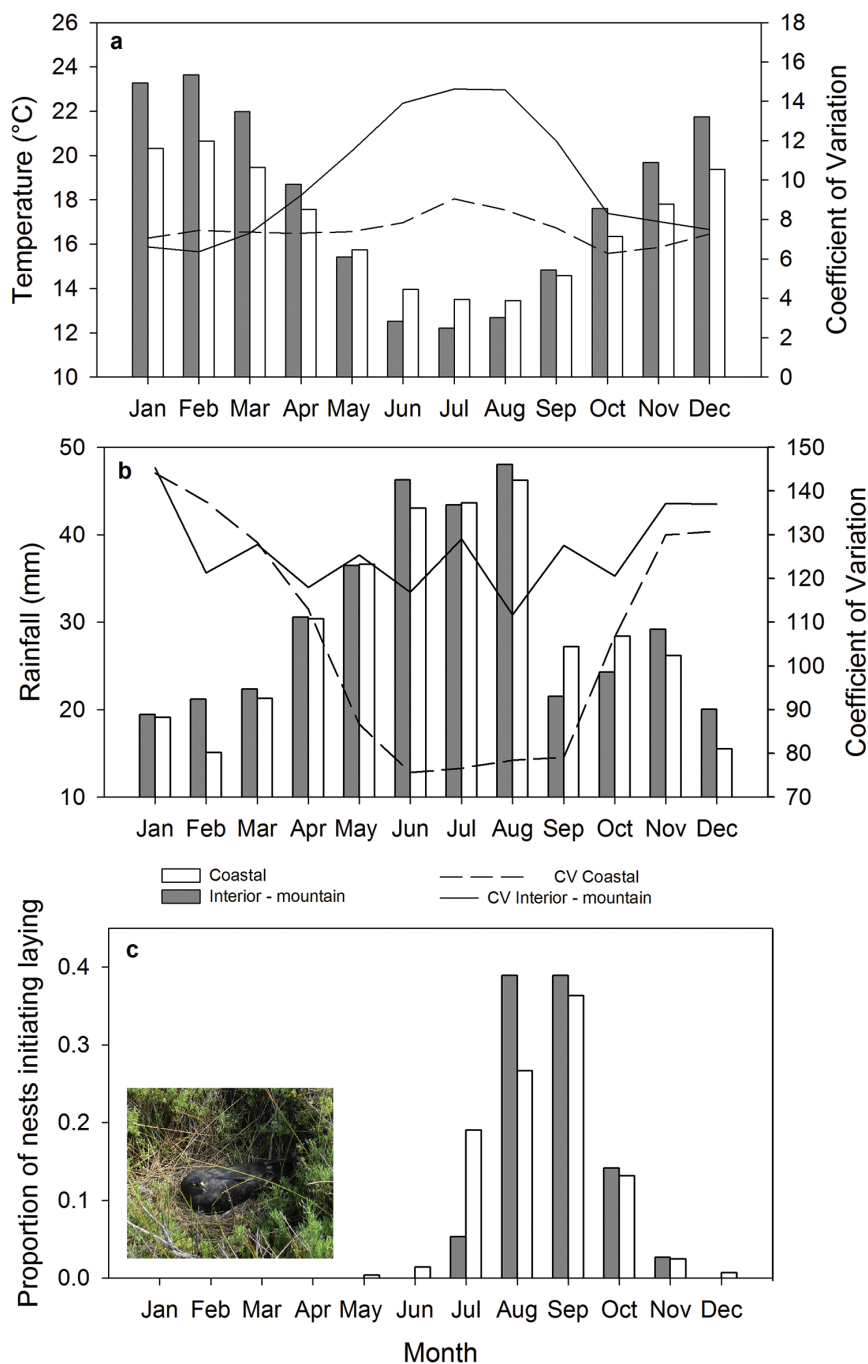 a
Temperature (°C)
26
24
22
20
18
16
14
12
10
18
16
14
12
10
8
6
4
2
0
Coefficient of Variation
Jan Feb Mar Apr May Jun Jul Aug Sep Oct Nov Dec
b
Rainfall (mm)
50
40
30
20
10
150
140
130
120
110
100
90
80
70
Coefficient of Variation
Jan Feb Mar Apr May Jun Jul Aug Sep Oct Nov Dec
Coastal
CV Coastal
Interior - mountain
CV Interior - mountain
c
Proportion of nests initiating laying
0.4
0.3
0.2
0.1
0.0
Jan Feb Mar Apr May Jun Jul Aug Sep Oct Nov Dec
Month